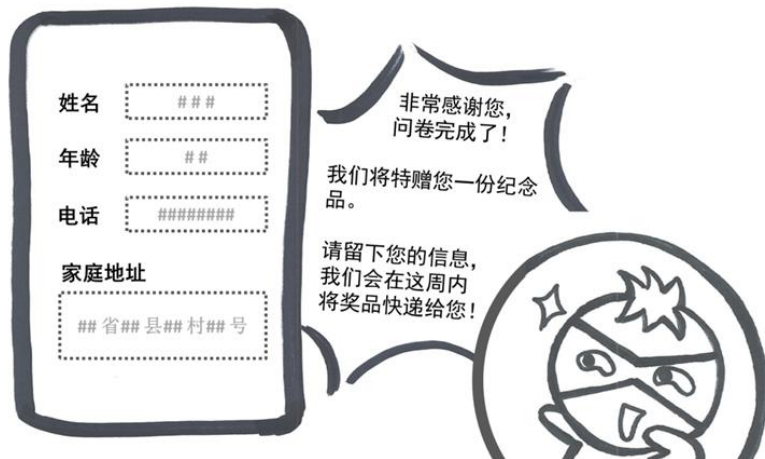 姓名 ###
年龄 ##
电话 ########
家庭地址
##省##县##村##号
非常感谢您,
问卷完成了!
我们将特赠您一份纪念
品。
请留下您的信息,
我们会在这周内
将奖品快递给您!